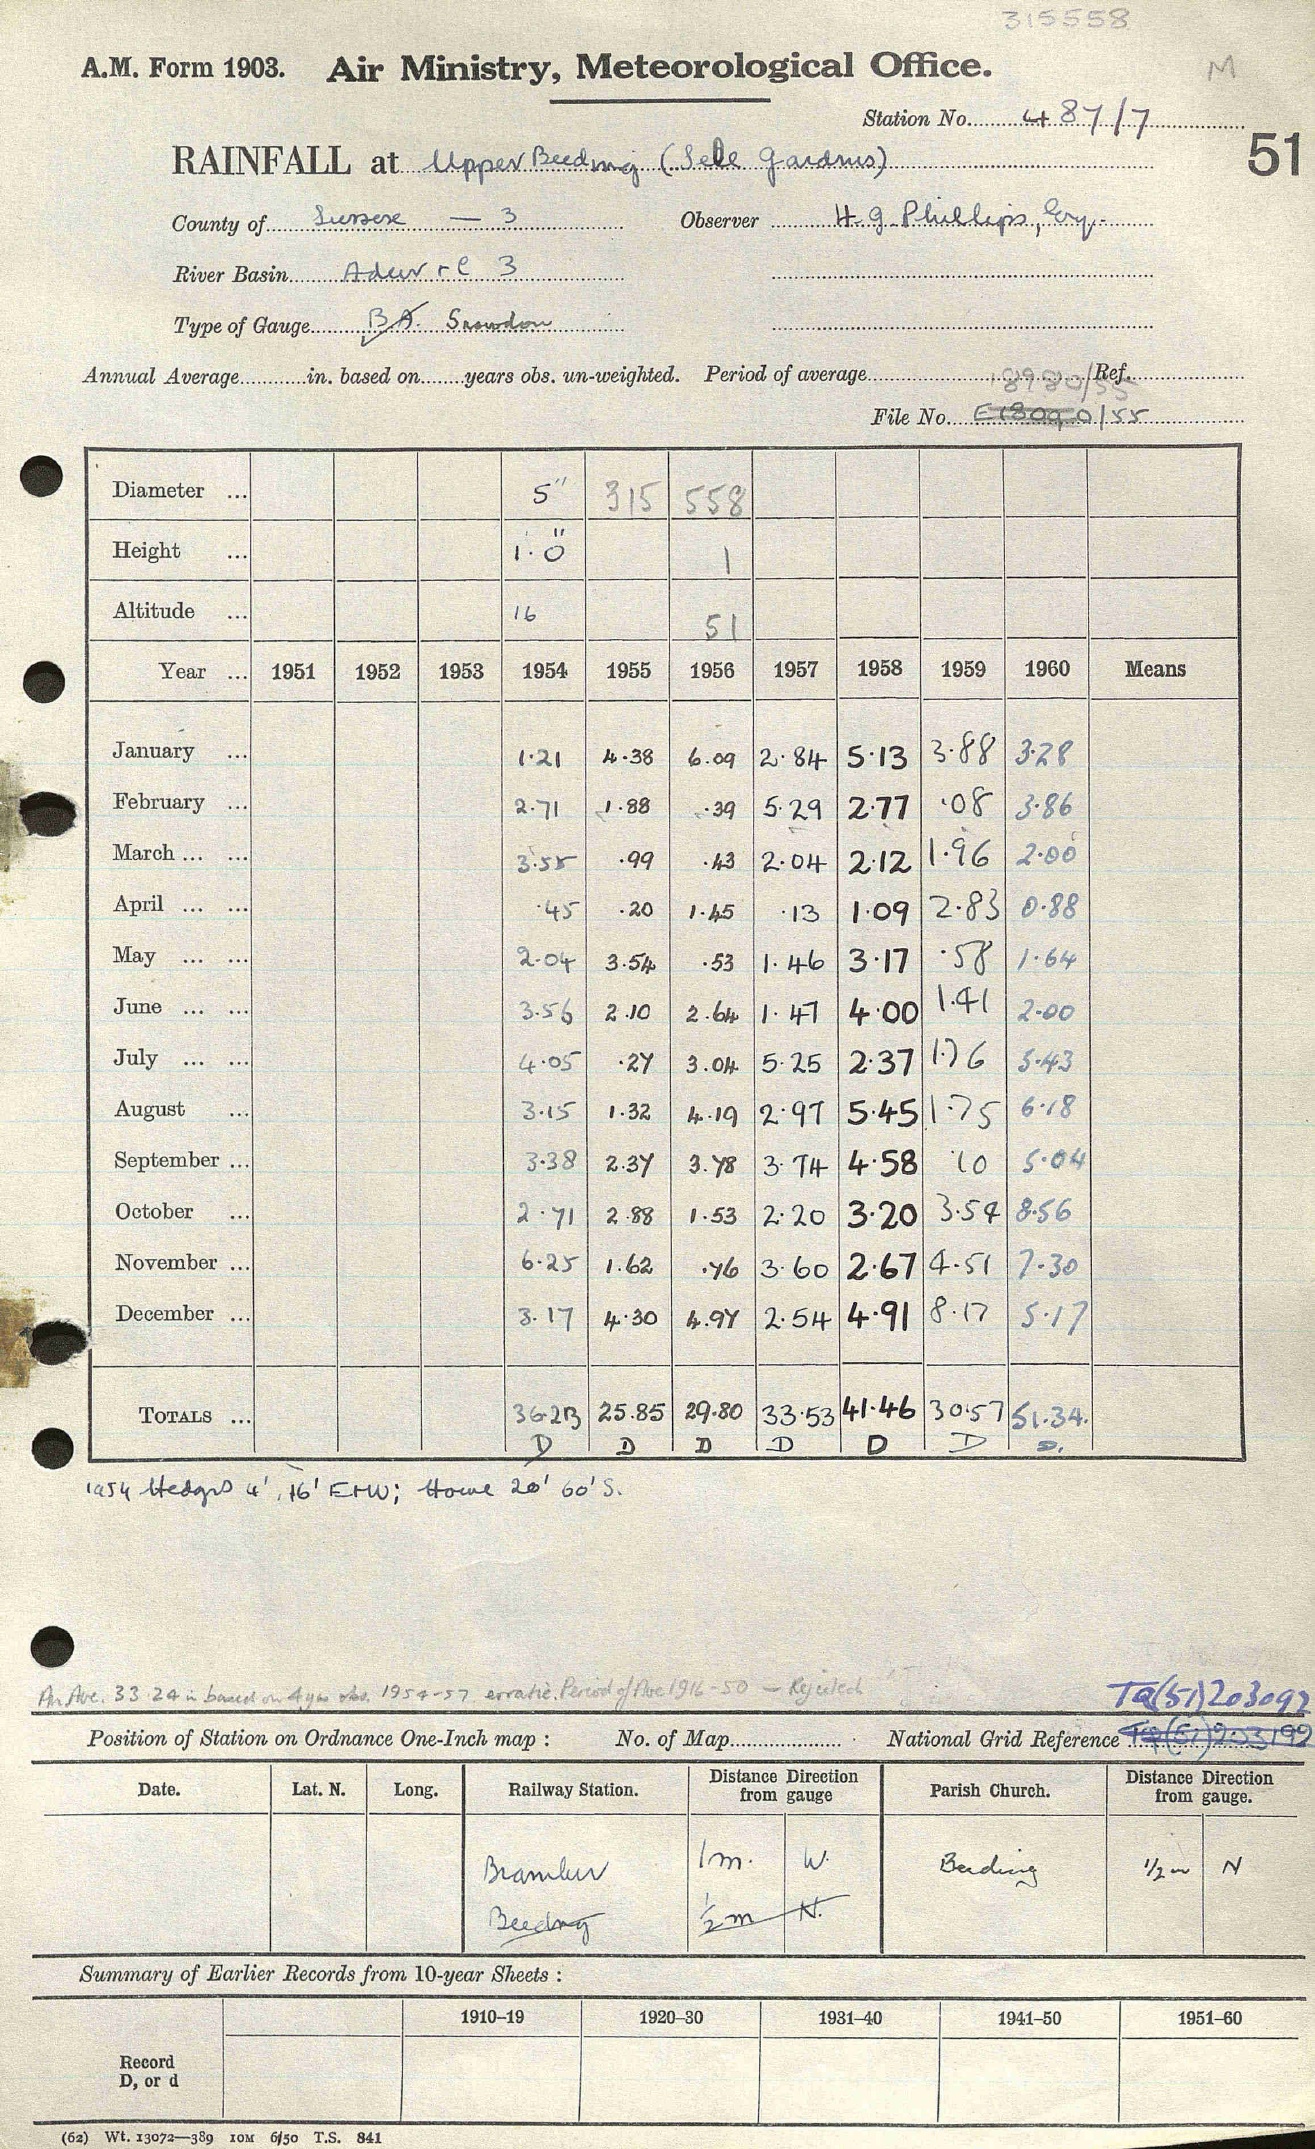 315558
A.M. Form 1903. Air Ministry, Meteorological Office. M
Station No. 487/7
RAINFALL at Upper Beeding (Sele Gardens) 51
County of Sussex — 3 Observer H. G. Phillips, Esq.
River Basin Adur + C 3
Type of Gauge B.A. Snowdon
Annual Average in. based on years obs. un-weighted. Period of average Ref.
18980/55
File No. E18090/55
Diameter ... 5" 315 558
Height ... 1·0" 1
Altitude ... 16 51
Year ... 1951 1952 1953 1954 1955 1956 1957 1958 1959 1960 Means
January ... 1·21 4·38 6·09 2·84 5·13 3·88 3·28
February ... 2·71 1·88 ·39 5·29 2·77 ·08 3·86
March ... ... 3·55 ·99 ·43 2·04 2·12 1·96 2·00
April ... ... ·45 ·20 1·45 ·13 1·09 2·83 0·88
May ... ... 2·04 3·54 ·53 1·46 3·17 ·58 1·64
June ... ... 3·56 2·10 2·64 1·47 4·00 1·41 2·00
July ... ... 4·05 ·27 3·04 5·25 2·37 1·76 5·43
August ... 3·15 1·32 4·19 2·97 5·45 1·75 6·18
September ... 3·38 2·37 3·78 3·74 4·58 ·10 5·04
October ... 2·71 2·88 1·53 2·20 3·20 3·54 8·56
November ... 6·25 1·62 ·76 3·60 2·67 4·51 7·30
December ... 3·17 4·30 4·97 2·54 4·91 8·17 5·17
TOTALS ... 36·23 25·85 29·80 33·53 41·46 30·57 51·34.
D D D D D D D.
1954 Hedges 4', 16' E+W; House 20' 60' S.
An Ave. 33·24 in based on 4 yrs obs. 1954–57 erratic. Period of Ave 1916–50 — Rejected
TQ(51)203092
Position of Station on Ordnance One-Inch map : No. of Map National Grid Reference TQ(51)203199
Date. Lat. N. Long. Railway Station. Distance from gauge Direction Parish Church. Distance from gauge. Direction
Bramber 1m. W. Beeding ½ m N
Beeding ½ m N.
Summary of Earlier Records from 10-year Sheets :
1910–19 1920–30 1931–40 1941–50 1951–60
Record
D, or d
(62) Wt. 13072—389 10M 6/50 T.S. 841